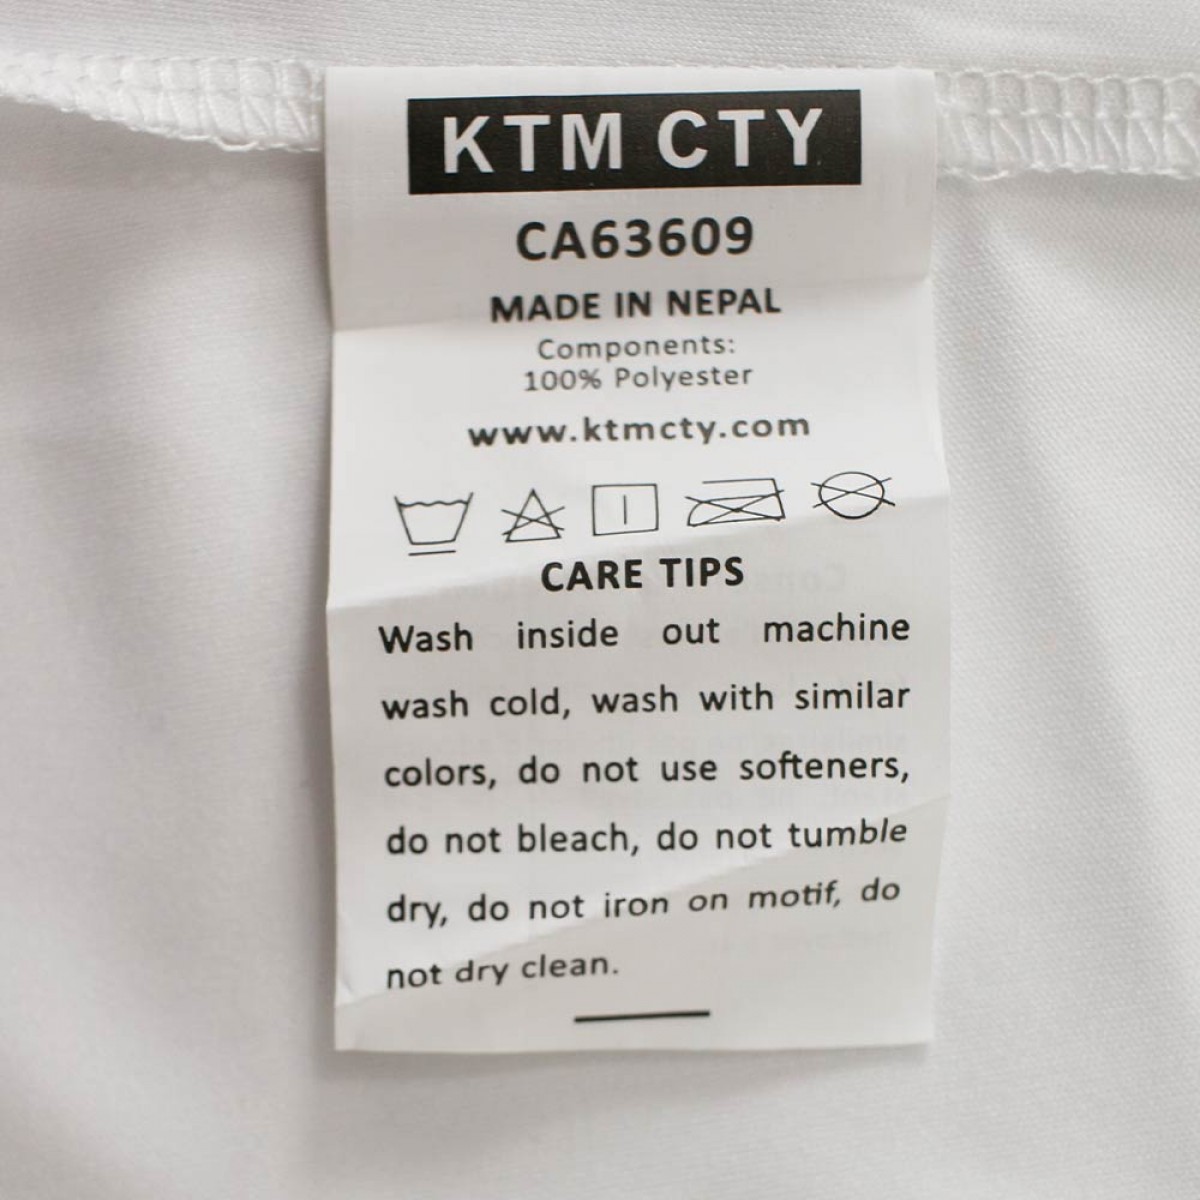 KTM CTY
CA63609
MADE IN NEPAL
Components:
100% Polyester
www.ktmcty.com
CARE TIPS
Wash inside out machine
wash cold, wash with similar
colors, do not use softeners,
do not bleach, do not tumble
dry, do not iron on motif, do
not dry clean.